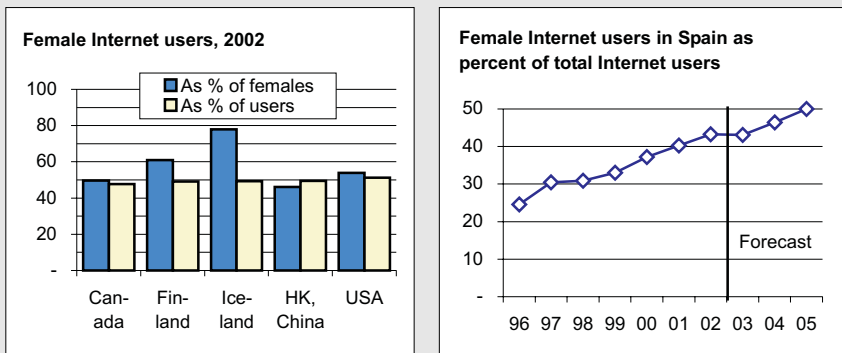 Female Internet users, 2002
As % of females
As % of users
100
80
60
40
20
-
Can-
ada
Fin-
land
Ice-
land
HK,
China
USA
Female Internet users in Spain as
percent of total Internet users
50
40
30
20
10
-
Forecast
96 97 98 99 00 01 02 03 04 05